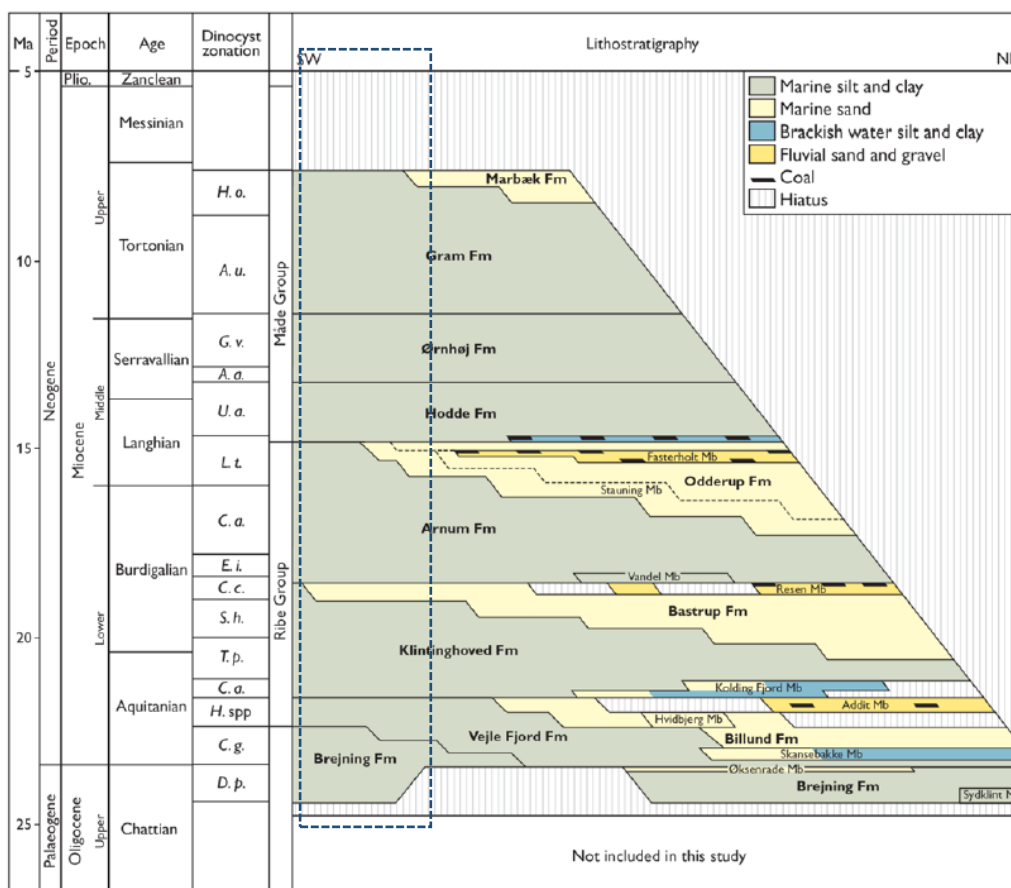 Ma
Period
Epoch
Age
Dinocyst
zonation
Lithostratigraphy
SW
5
Plio.
Zanclean
Messinian
Marine silt and clay
Marine sand
Brackish water silt and clay
Fluvial sand and gravel
Coal
Hiatus
Upper
H. o.
Marbæk Fm
Tortonian
10
A. u.
Gram Fm
Måde Group
Neogene
Miocene
Middle
Serravallian
G. v.
A. a.
Ørnhøj Fm
U. a.
Hodde Fm
Langhian
15
L. t.
Fasterholt Mb
Odderup Fm
Stauning Mb
C. a.
Arnum Fm
Burdigalian
E. i.
Vandel Mb
C. c.
Resen Mb
Ribe Group
Lower
S. h.
Bastrup Fm
20
T. p.
Klintinghoved Fm
C. a.
Kolding Fjord Mb
Aquitanian
H. spp
Addit Mb
Hvidbjerg Mb
C. g.
Vejle Fjord Fm
Billund Fm
Skansebakke Mb
Brejning Fm
Øksenrade Mb
D. p.
Brejning Fm
Sydklint
25
Palaeogene
Oligocene
Upper
Chattian
Not included in this study